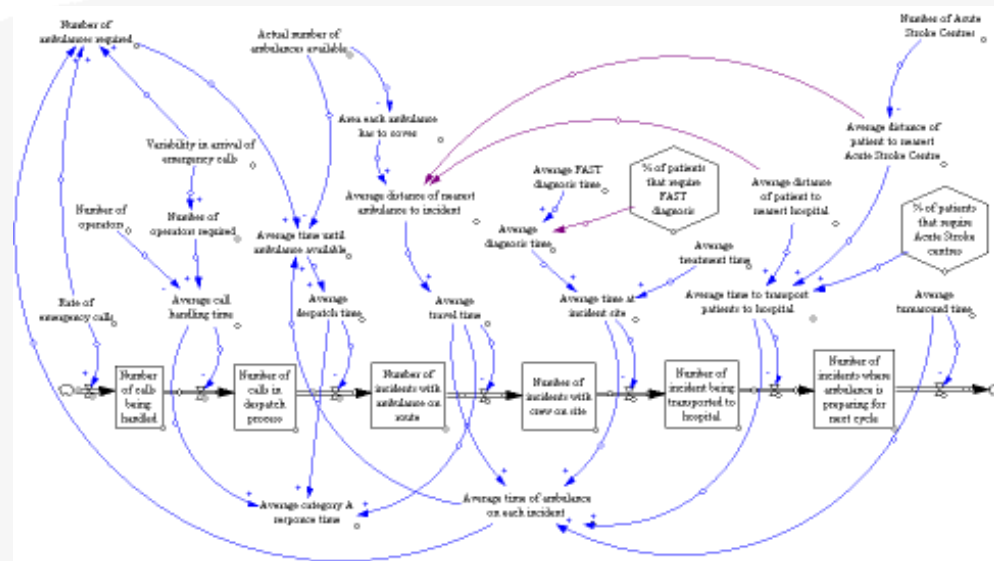 Number of
ambulances required
Actual number of
ambulances available
Number of Acute
Stroke Centres
Area each ambulance
has to cover
Average distance of
patient to nearest
Acute Stroke Centre
Variability in arrival of
emergency calls
Average FAST
diagnosis time
% of patients
that require
FAST
diagnosis
Average distance
of patient to
nearest hospital
Average distance of nearest
ambulance to incident
% of patients
that require
Acute Stroke
centres
Number of
operators
Number of
operators required
Average time until
ambulance available
Average
diagnosis time
Average
treatment time
Rate of
emergency calls
Average call
handling time
Average
despatch time
Average
travel time
Average time at
incident site
Average time to transport
patients to hospital
Average
turnaround time
Number
of calls
being
handled
Number of
calls in
despatch
process
Number of
incidents with
ambulance on
route
Number of
incidents with
crew on site
Number of
incident being
transported to
hospital
Number of
incidents where
ambulance is
preparing for
next cycle
Average category A
responce time
Average time of ambulance
on each incident